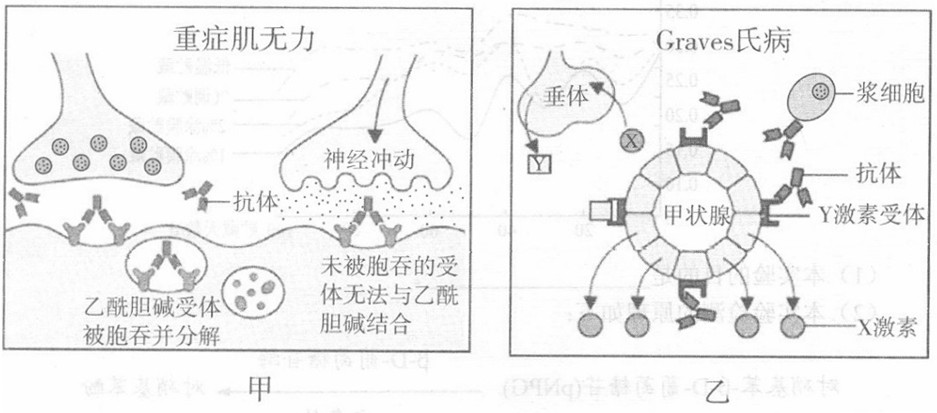 重症肌无力
神经冲动
抗体
乙酰胆碱受体
被胞吞并分解
未被胞吞的受
体无法与乙酰
胆碱结合
甲
Graves氏病
垂体
X
Y
浆细胞
抗体
甲状腺
Y激素受体
X激素
乙